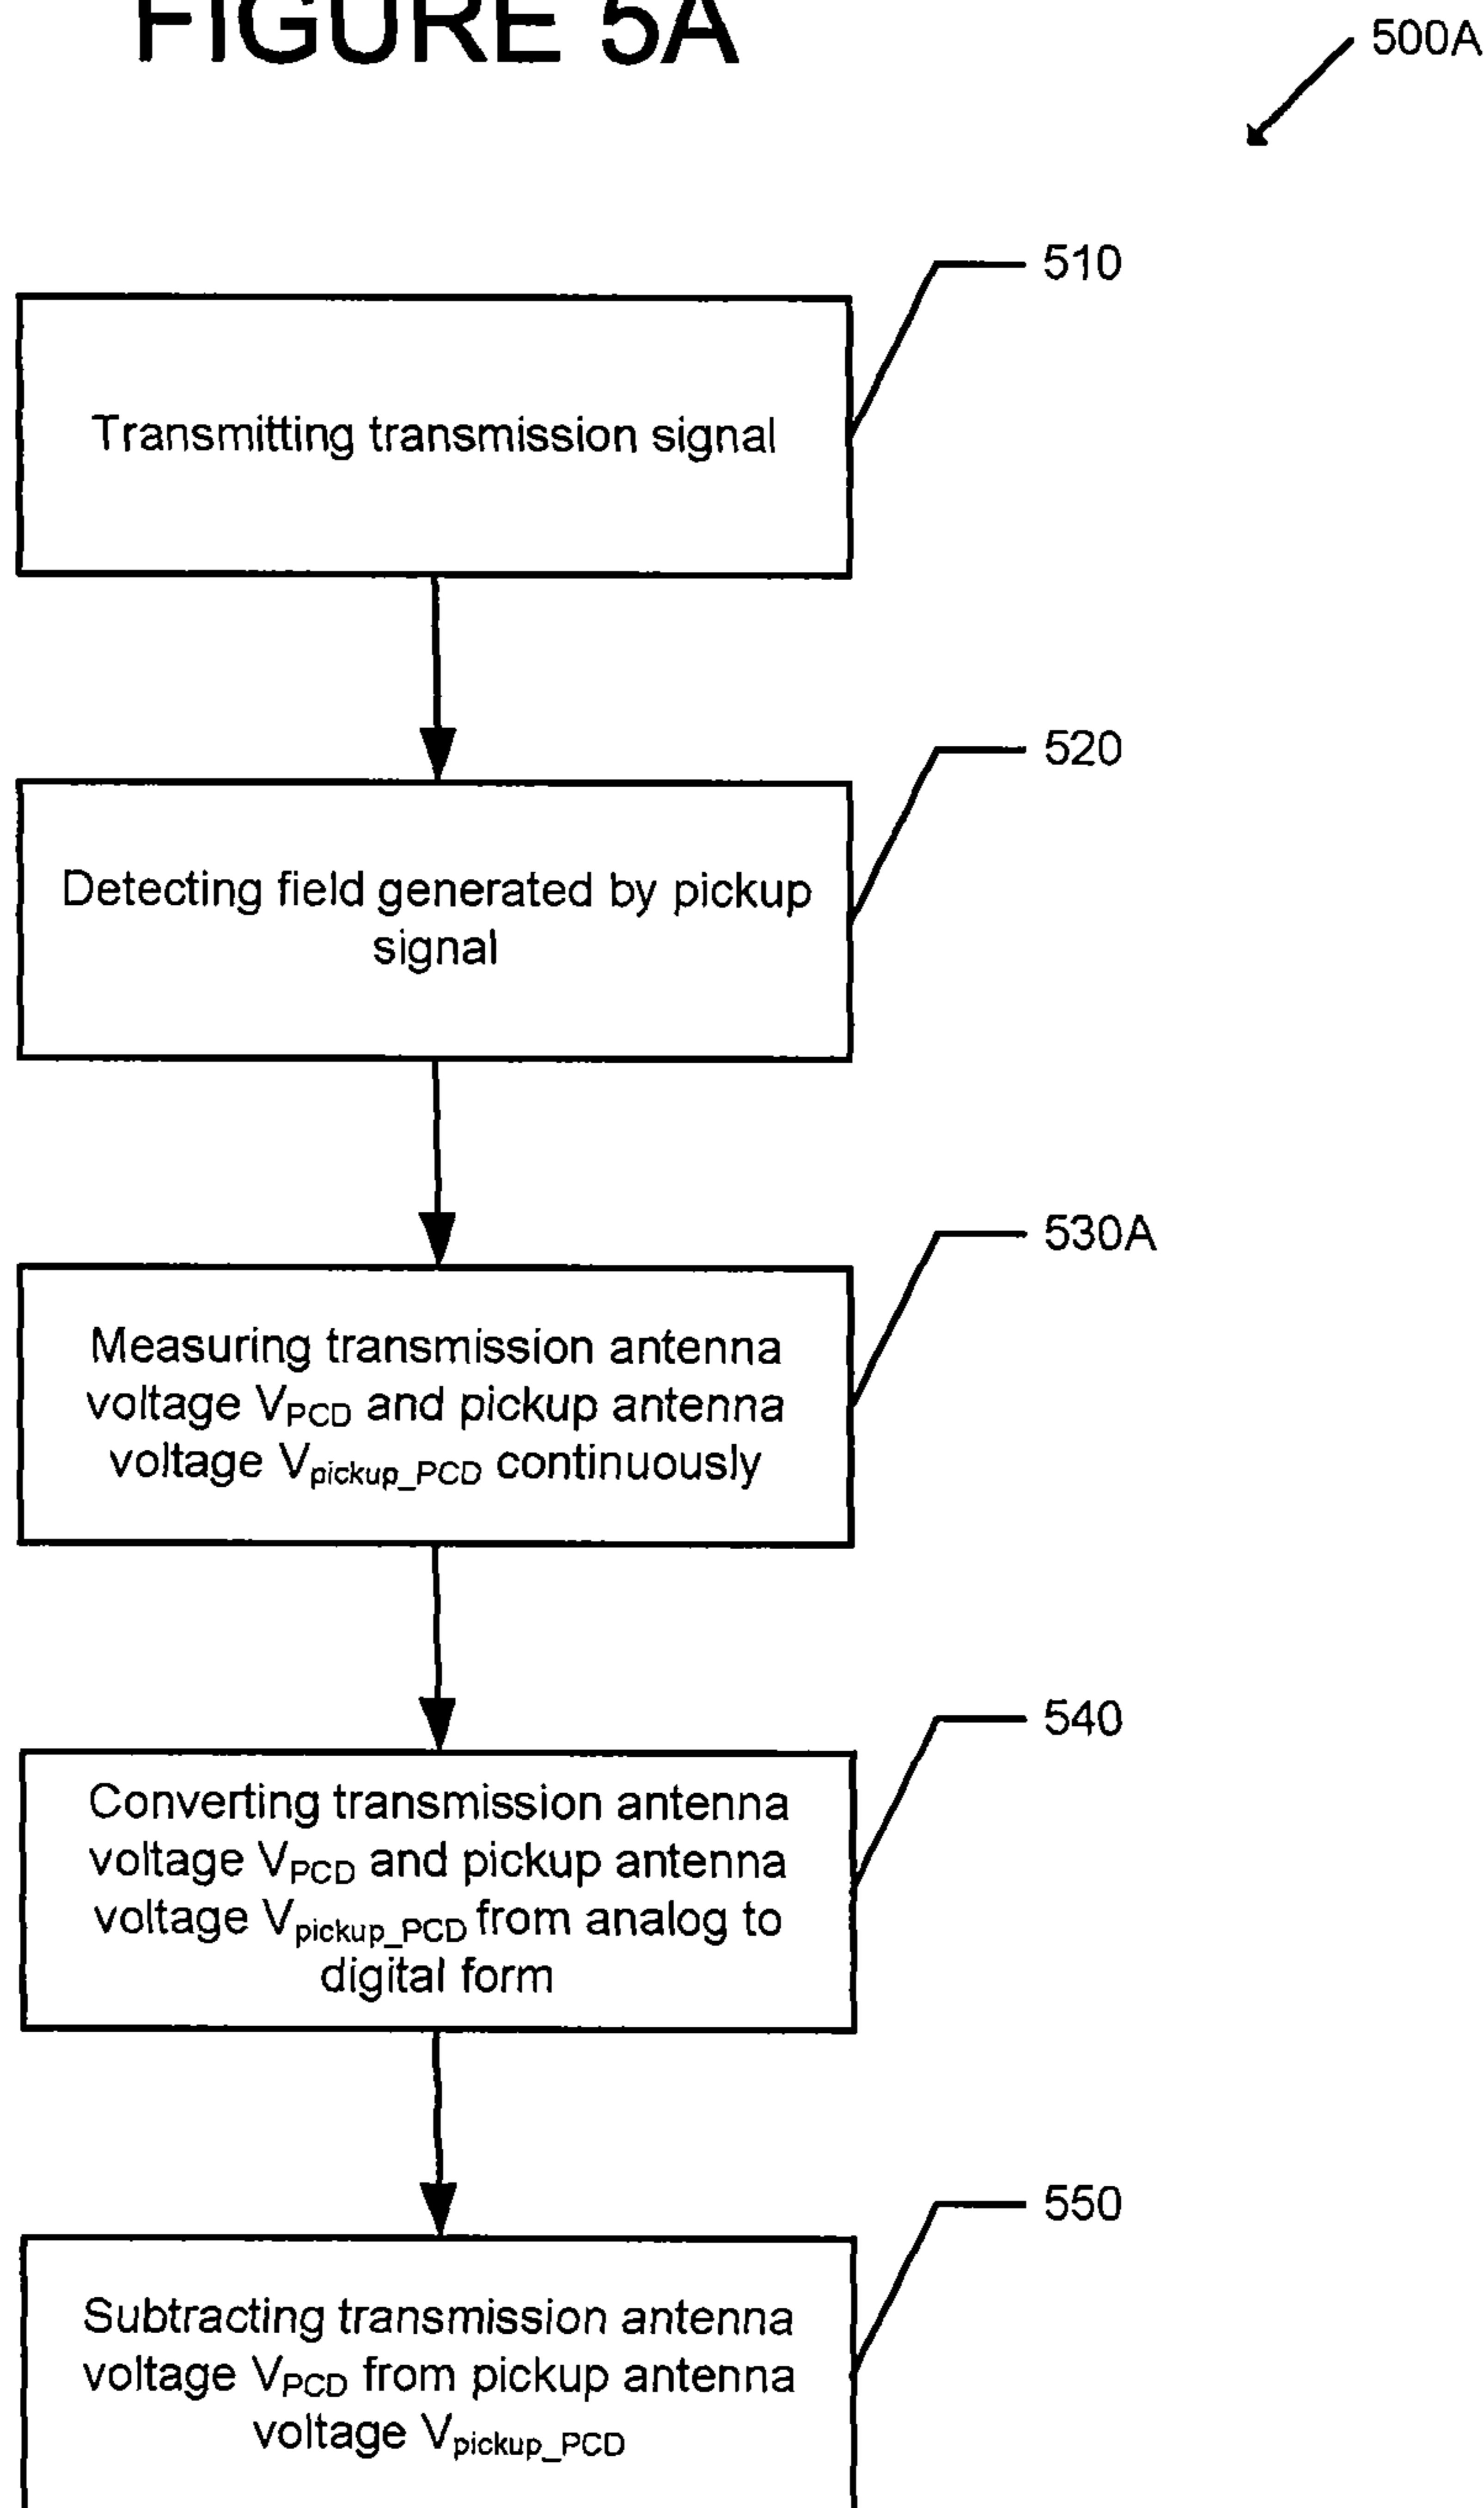 FIGURE 5A
500A
510
Transmitting transmission signal
520
Detecting field generated by pickup
signal
530A
Measuring transmission antenna
voltage VPCD and pickup antenna
voltage Vpickup_PCD continuously
540
Converting transmission antenna
voltage VPCD and pickup antenna
voltage Vpickup_PCD from analog to
digital form
550
Subtracting transmission antenna
voltage VPCD from pickup antenna
voltage Vpickup_PCD